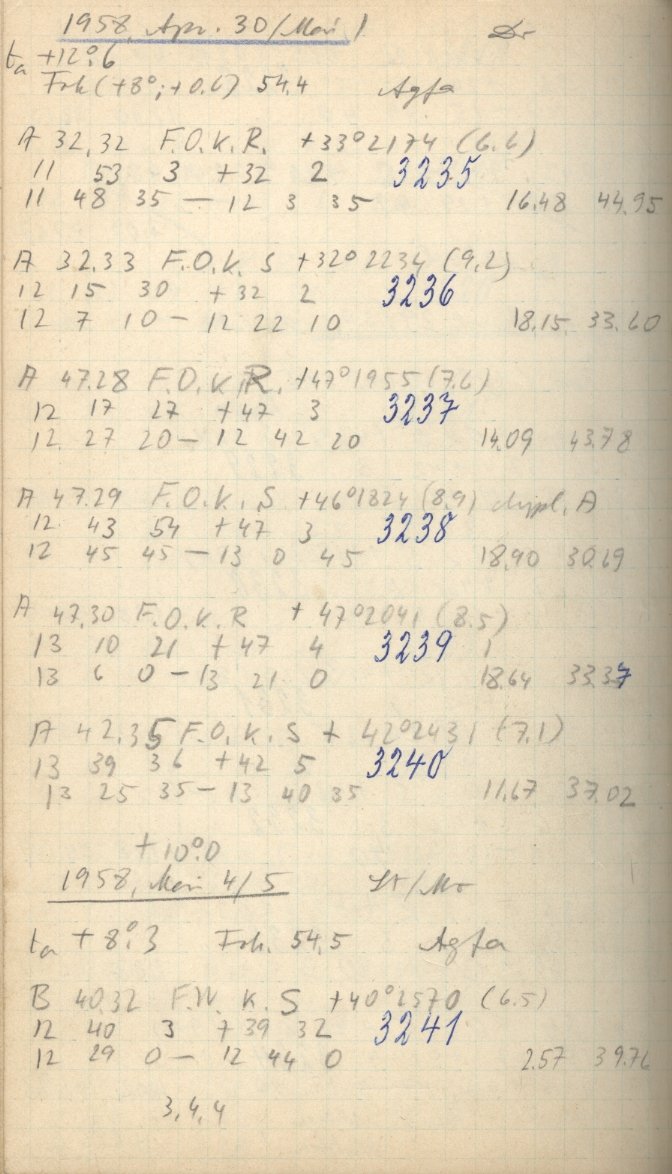 1958, Apr. 30/Mai 1 Dr
ta +12°.6
Fok (+8°; +0.6) 54.4 Agfa
A 32.32 F.O.K.R. +33°2174 (6.6)
11 53 3 +32 2 3235
11 48 35 — 12 3 35 16.48 44.95
A 32.33 F.O.K. S +32°2234 (9.2)
12 15 30 +32 2 3236
12 7 10 — 12 22 10 18.15 33.60
A 47.28 F.O.K.R. +47°1955 (7.6)
12 17 27 +47 3 3237
12 27 20 — 12 42 20 14.09 43.78
A 47.29 F.O.K. S +46°1824 (8.9) duppl. A
12 43 54 +47 3 3238
12 45 45 — 13 0 45 18.90 30.69
A 47.30 F.O.K.R +47°2041 (8.5)
13 10 21 +47 4 3239
13 6 0 — 13 21 0 18.64 33.37
A 42.35 F.O.K.S + 42°2431 (7.1)
13 39 36 +42 5 3240
13 25 35 — 13 40 35 11.67 37.02
+10°.0
1958, Mai 4/5 St/Mo
ta +8°.3 Fok. 54.5 Agfa
B 40.32 F.W. K. S +40°2570 (6.5)
12 40 3 +39 32 3241
12 29 0 — 12 44 0 2.57 39.76
3, 4, 4